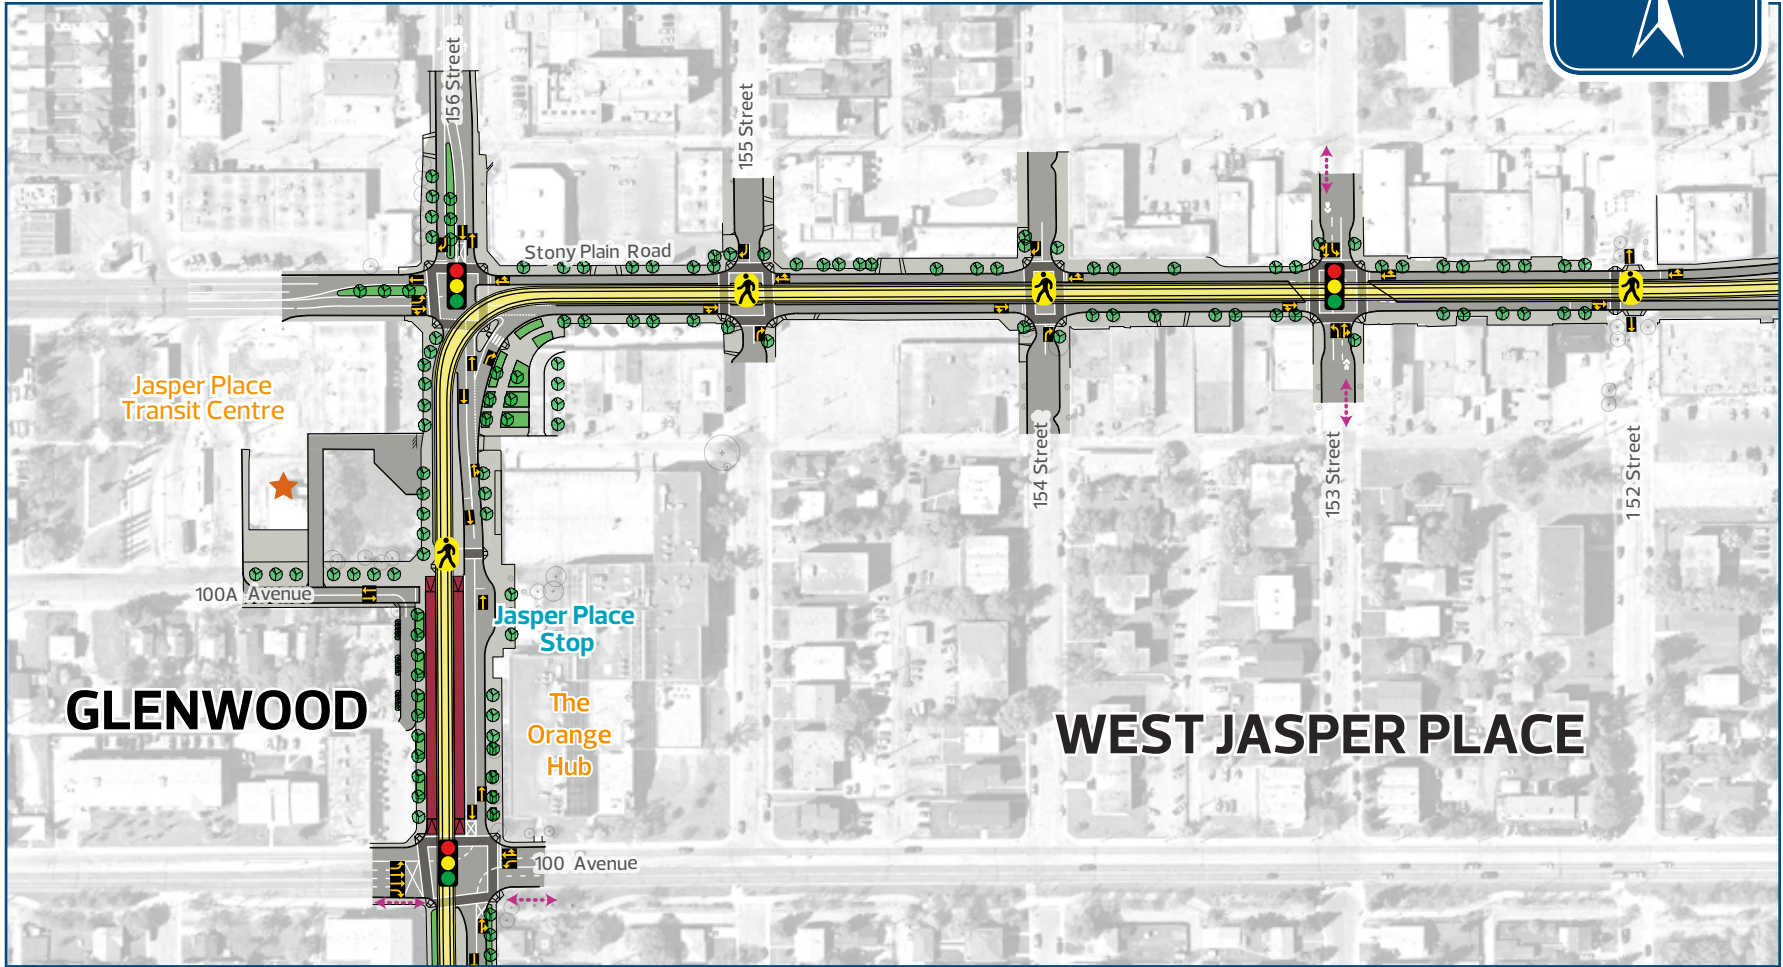 156 Street
155 Street
Stony Plain Road
Jasper Place
Transit Centre
154 Street
153 Street
152 Street
100A Avenue
Jasper Place
Stop
GLENWOOD
The
Orange
Hub
WEST JASPER PLACE
100 Avenue